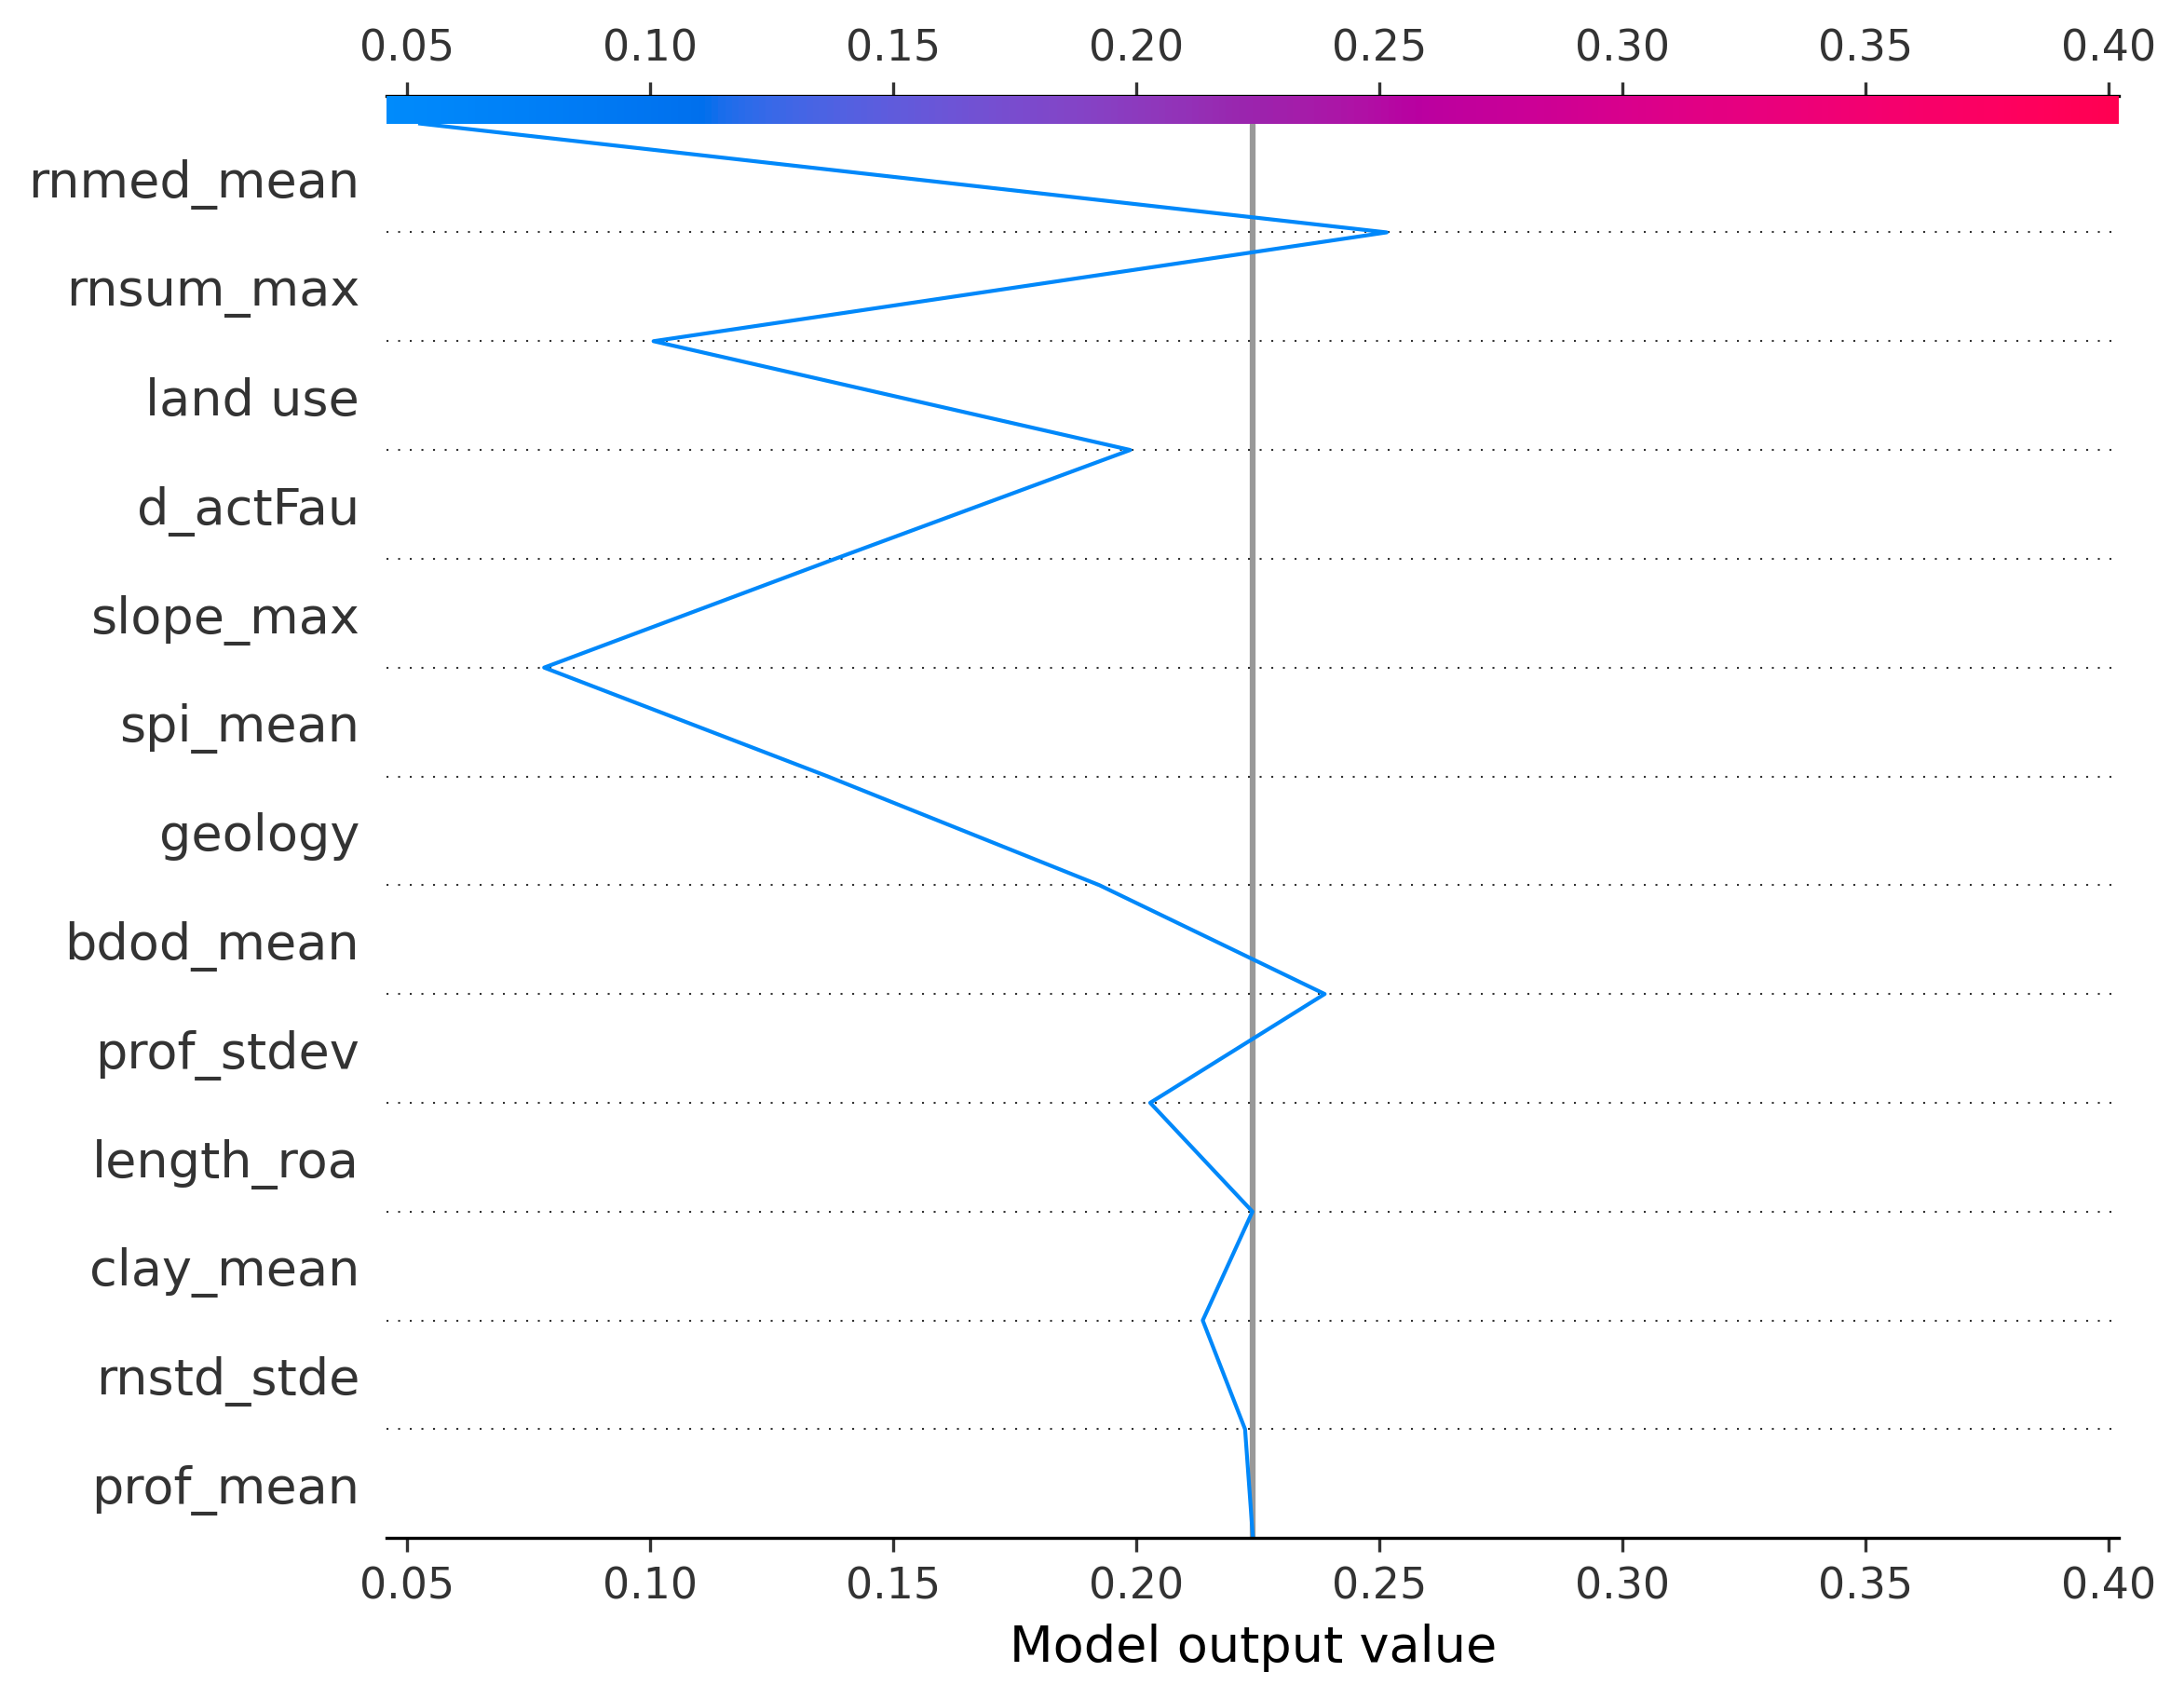 0.05 0.10 0.15 0.20 0.25 0.30 0.35 0.40
rnmed_mean
rnsum_max
land use
d_actFau
slope_max
spi_mean
geology
bdod_mean
prof_stdev
length_roa
clay_mean
rnstd_stde
prof_mean
0.05 0.10 0.15 0.20 0.25 0.30 0.35 0.40
Model output value